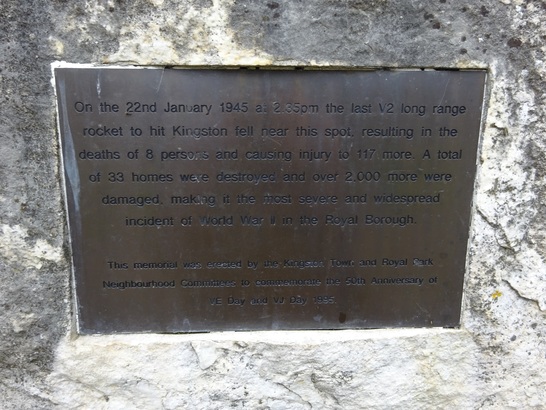 On the 22nd January 1945 at 2.35pm the last V2 long range
rocket to hit Kingston fell near this spot, resulting in the
deaths of 8 persons and causing injury to 117 more. A total
of 33 homes were destroyed and over 2,000 more were
damaged, making it the most severe and widespread
incident of World War II in the Royal Borough.
This memorial was erected by the Kingston Town and Royal Park
Neighbourhood Committees to commemorate the 50th Anniversary of
VE Day and VJ Day 1995.